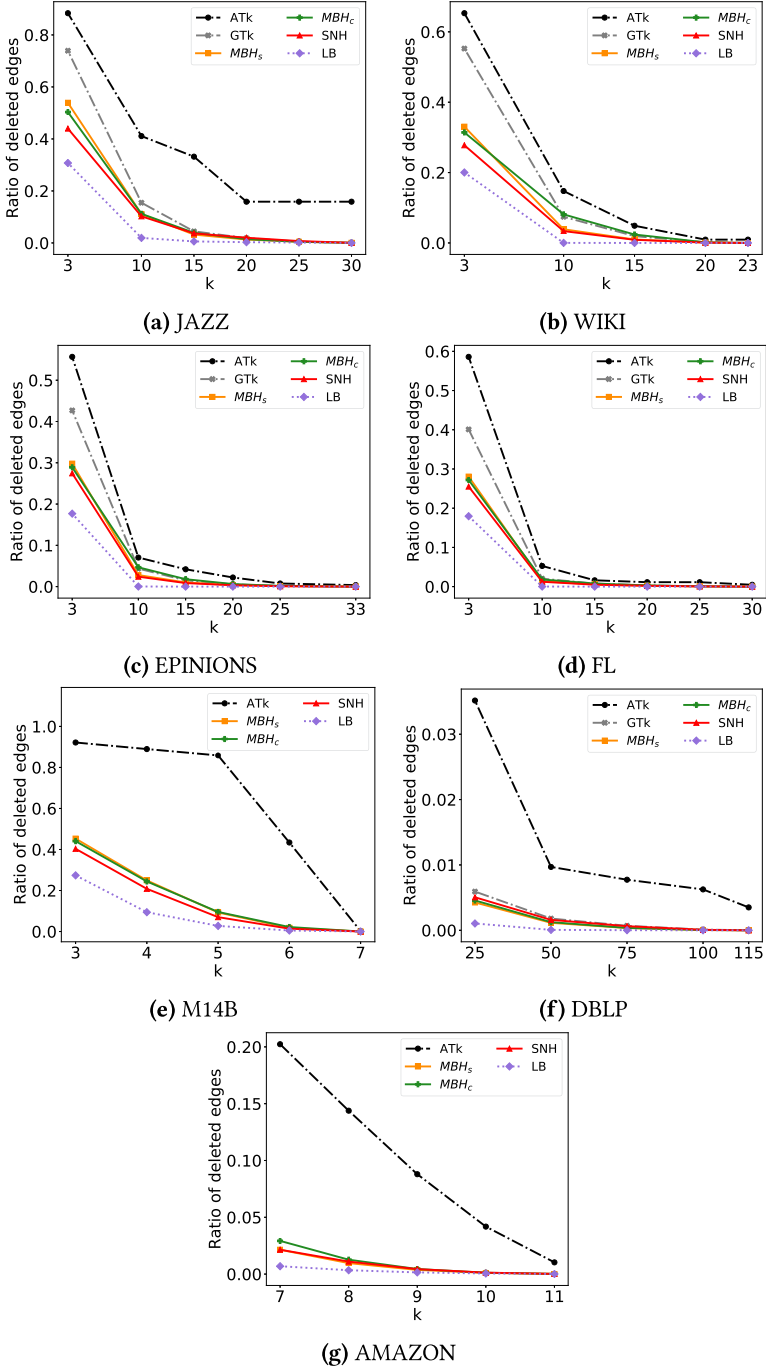 ATk
GTk
MBHs
MBHc
SNH
LB
Ratio of deleted edges
0.8
0.6
0.4
0.2
0.0
3 10 15 20 25 30
k
(a) JAZZ
ATk
GTk
MBHs
MBHc
SNH
LB
Ratio of deleted edges
0.6
0.4
0.2
0.0
3 10 15 20 23
k
(b) WIKI
ATk
GTk
MBHs
MBHc
SNH
LB
Ratio of deleted edges
0.5
0.4
0.3
0.2
0.1
0.0
3 10 15 20 25 33
k
(c) EPINIONS
ATk
GTk
MBHs
MBHc
SNH
LB
Ratio of deleted edges
0.6
0.5
0.4
0.3
0.2
0.1
0.0
3 10 15 20 25 30
k
(d) FL
ATk
MBHs
MBHc
SNH
LB
Ratio of deleted edges
1.0
0.8
0.6
0.4
0.2
0.0
3 4 5 6 7
k
(e) M14B
ATk
GTk
MBHs
MBHc
SNH
LB
Ratio of deleted edges
0.03
0.02
0.01
0.00
25 50 75 100 115
k
(f) DBLP
ATk
MBHs
MBHc
SNH
LB
Ratio of deleted edges
0.20
0.15
0.10
0.05
0.00
7 8 9 10 11
k
(g) AMAZON